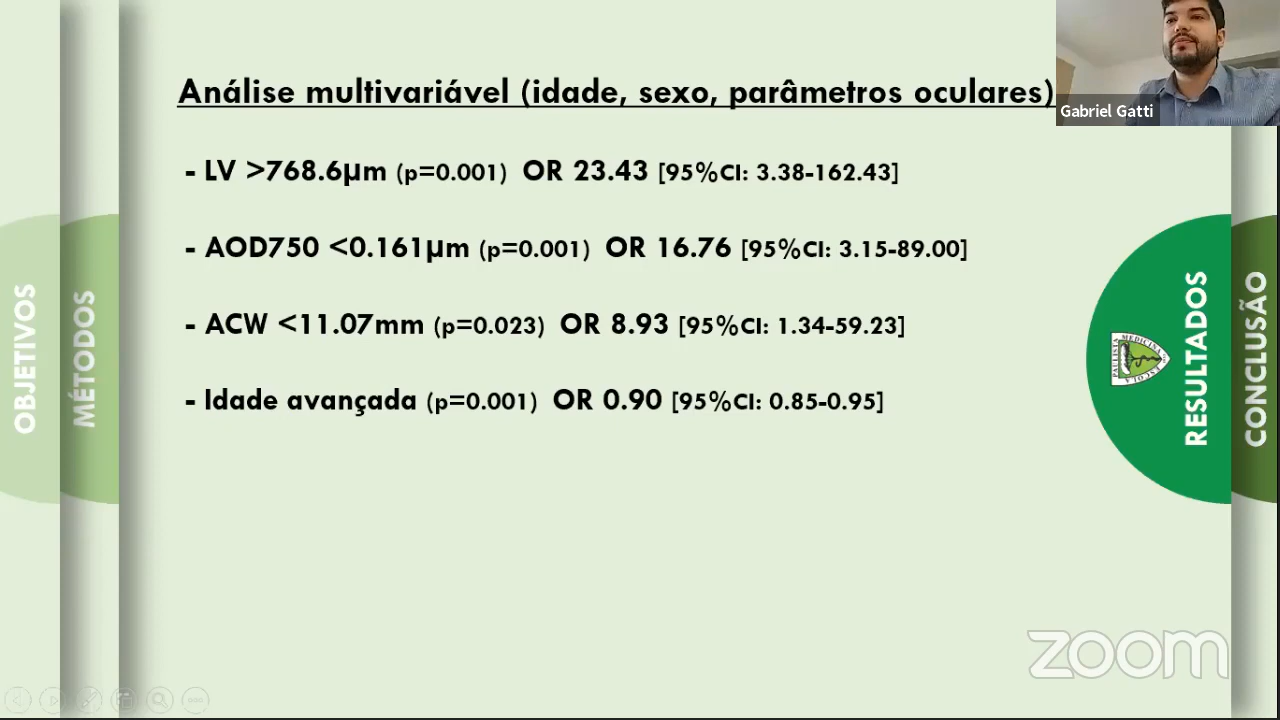 Análise multivariável (idade, sexo, parâmetros oculares)
Gabriel Gatti
- LV >768.6µm (p=0.001) OR 23.43 [95%CI: 3.38-162.43]
- AOD750 <0.161µm (p=0.001) OR 16.76 [95%CI: 3.15-89.00]
- ACW <11.07mm (p=0.023) OR 8.93 [95%CI: 1.34-59.23]
- Idade avançada (p=0.001) OR 0.90 [95%CI: 0.85-0.95]
OBJETIVOS
MÉTODOS
RESULTADOS
CONCLUSÃO
zoom